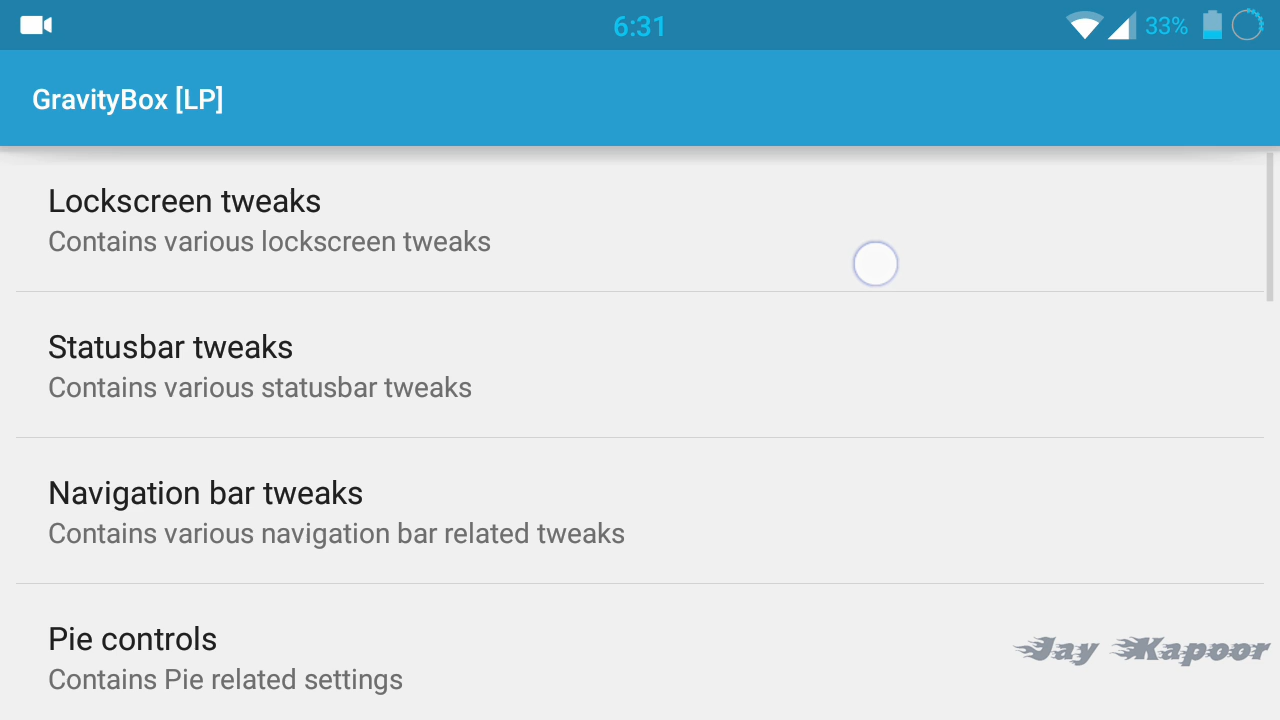 6:31
33%
GravityBox [LP]
Lockscreen tweaks
Contains various lockscreen tweaks
Statusbar tweaks
Contains various statusbar tweaks
Navigation bar tweaks
Contains various navigation bar related tweaks
Pie controls
Contains Pie related settings
Jay Kapoor